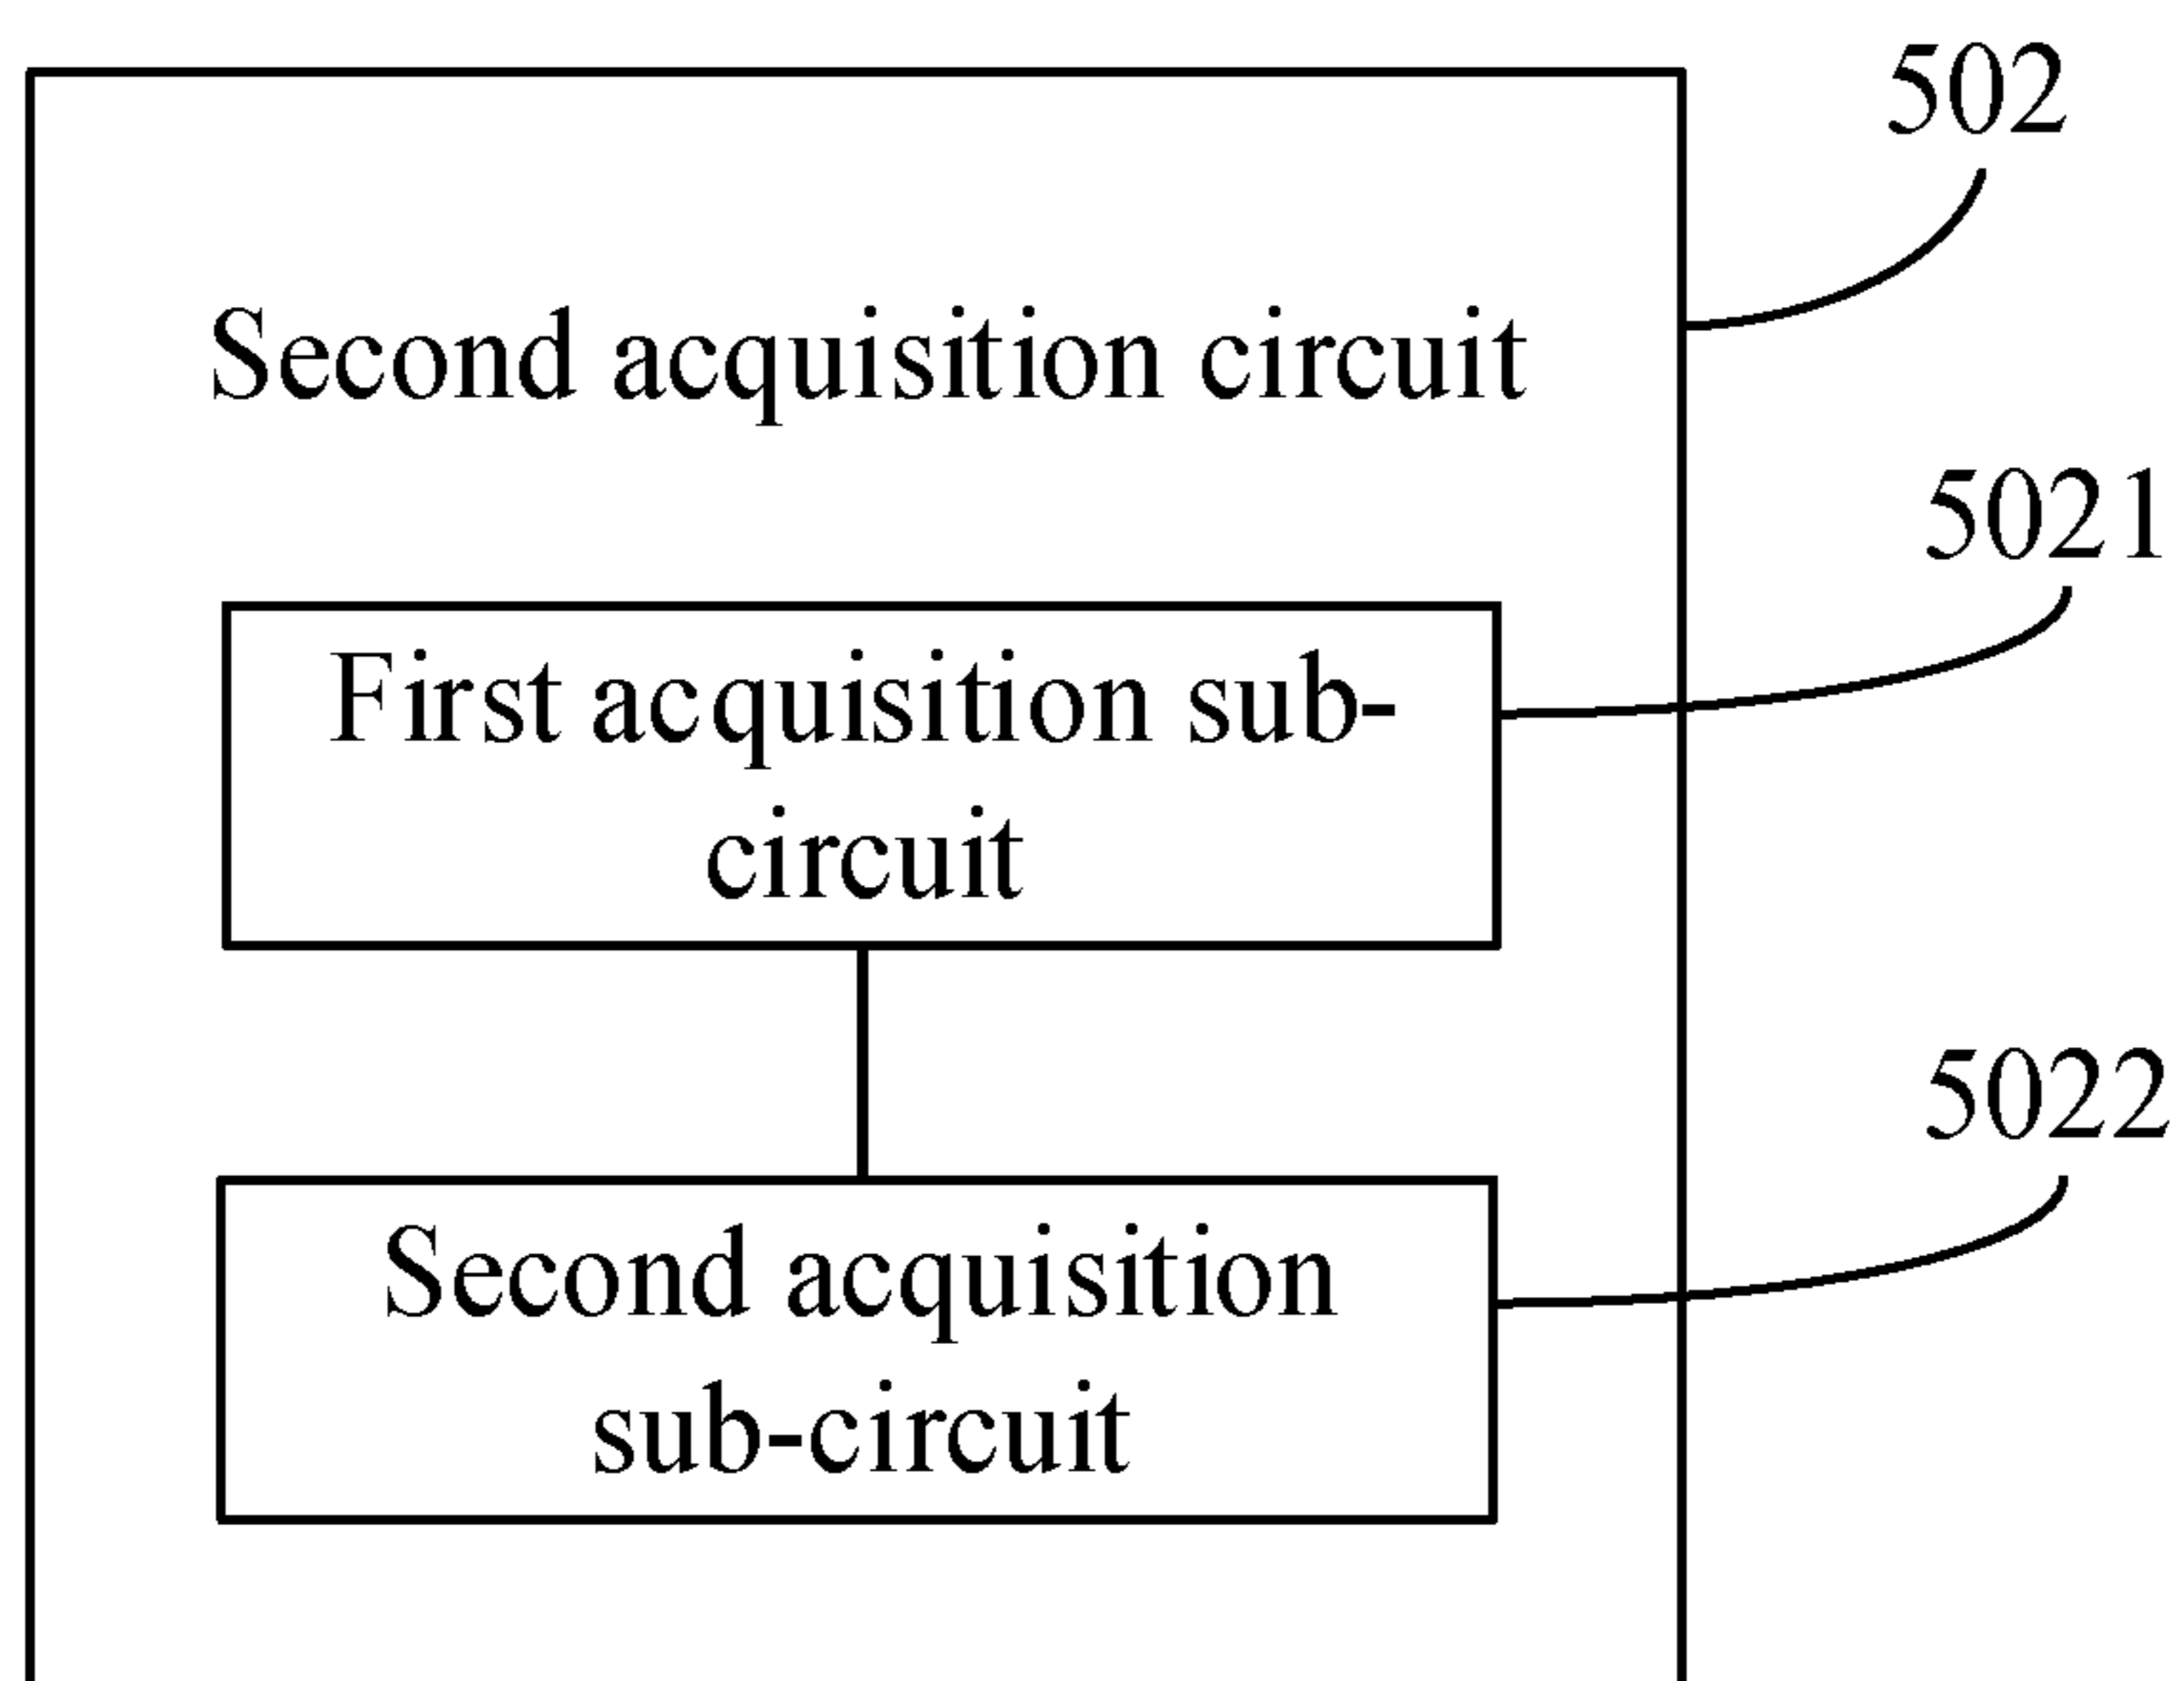 502
Second acquisition circuit
5021
First acquisition sub-
circuit
5022
Second acquisition
sub-circuit